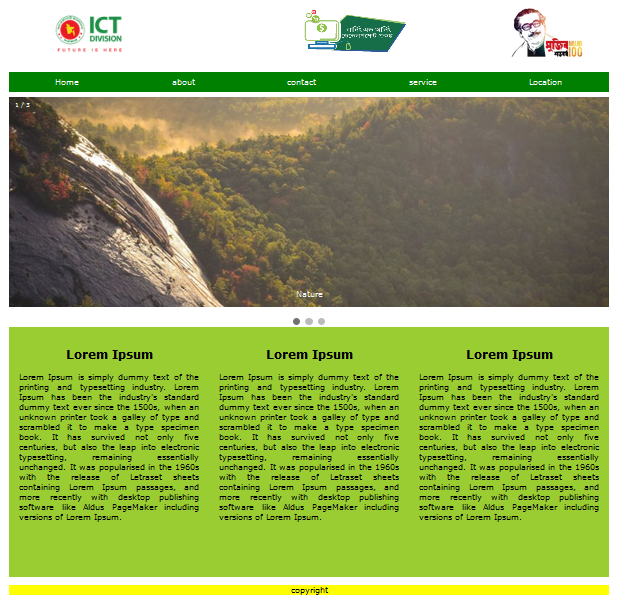 ICT
DIVISION
FUTURE IS HERE
লার্নিং এন্ড আর্নিং
ডেভেলপমেন্ট প্রকল্প
মুজিব
শতবর্ষ
100
Home about contact service Location
1 / 3
Nature
Lorem Ipsum
Lorem Ipsum is simply dummy text of the
printing and typesetting industry. Lorem
Ipsum has been the industry's standard
dummy text ever since the 1500s, when an
unknown printer took a galley of type and
scrambled it to make a type specimen
book. It has survived not only five
centuries, but also the leap into electronic
typesetting, remaining essentially
unchanged. It was popularised in the 1960s
with the release of Letraset sheets
containing Lorem Ipsum passages, and
more recently with desktop publishing
software like Aldus PageMaker including
versions of Lorem Ipsum.
Lorem Ipsum
Lorem Ipsum is simply dummy text of the
printing and typesetting industry. Lorem
Ipsum has been the industry's standard
dummy text ever since the 1500s, when an
unknown printer took a galley of type and
scrambled it to make a type specimen
book. It has survived not only five
centuries, but also the leap into electronic
typesetting, remaining essentially
unchanged. It was popularised in the 1960s
with the release of Letraset sheets
containing Lorem Ipsum passages, and
more recently with desktop publishing
software like Aldus PageMaker including
versions of Lorem Ipsum.
Lorem Ipsum
Lorem Ipsum is simply dummy text of the
printing and typesetting industry. Lorem
Ipsum has been the industry's standard
dummy text ever since the 1500s, when an
unknown printer took a galley of type and
scrambled it to make a type specimen
book. It has survived not only five
centuries, but also the leap into electronic
typesetting, remaining essentially
unchanged. It was popularised in the 1960s
with the release of Letraset sheets
containing Lorem Ipsum passages, and
more recently with desktop publishing
software like Aldus PageMaker including
versions of Lorem Ipsum.
copyright